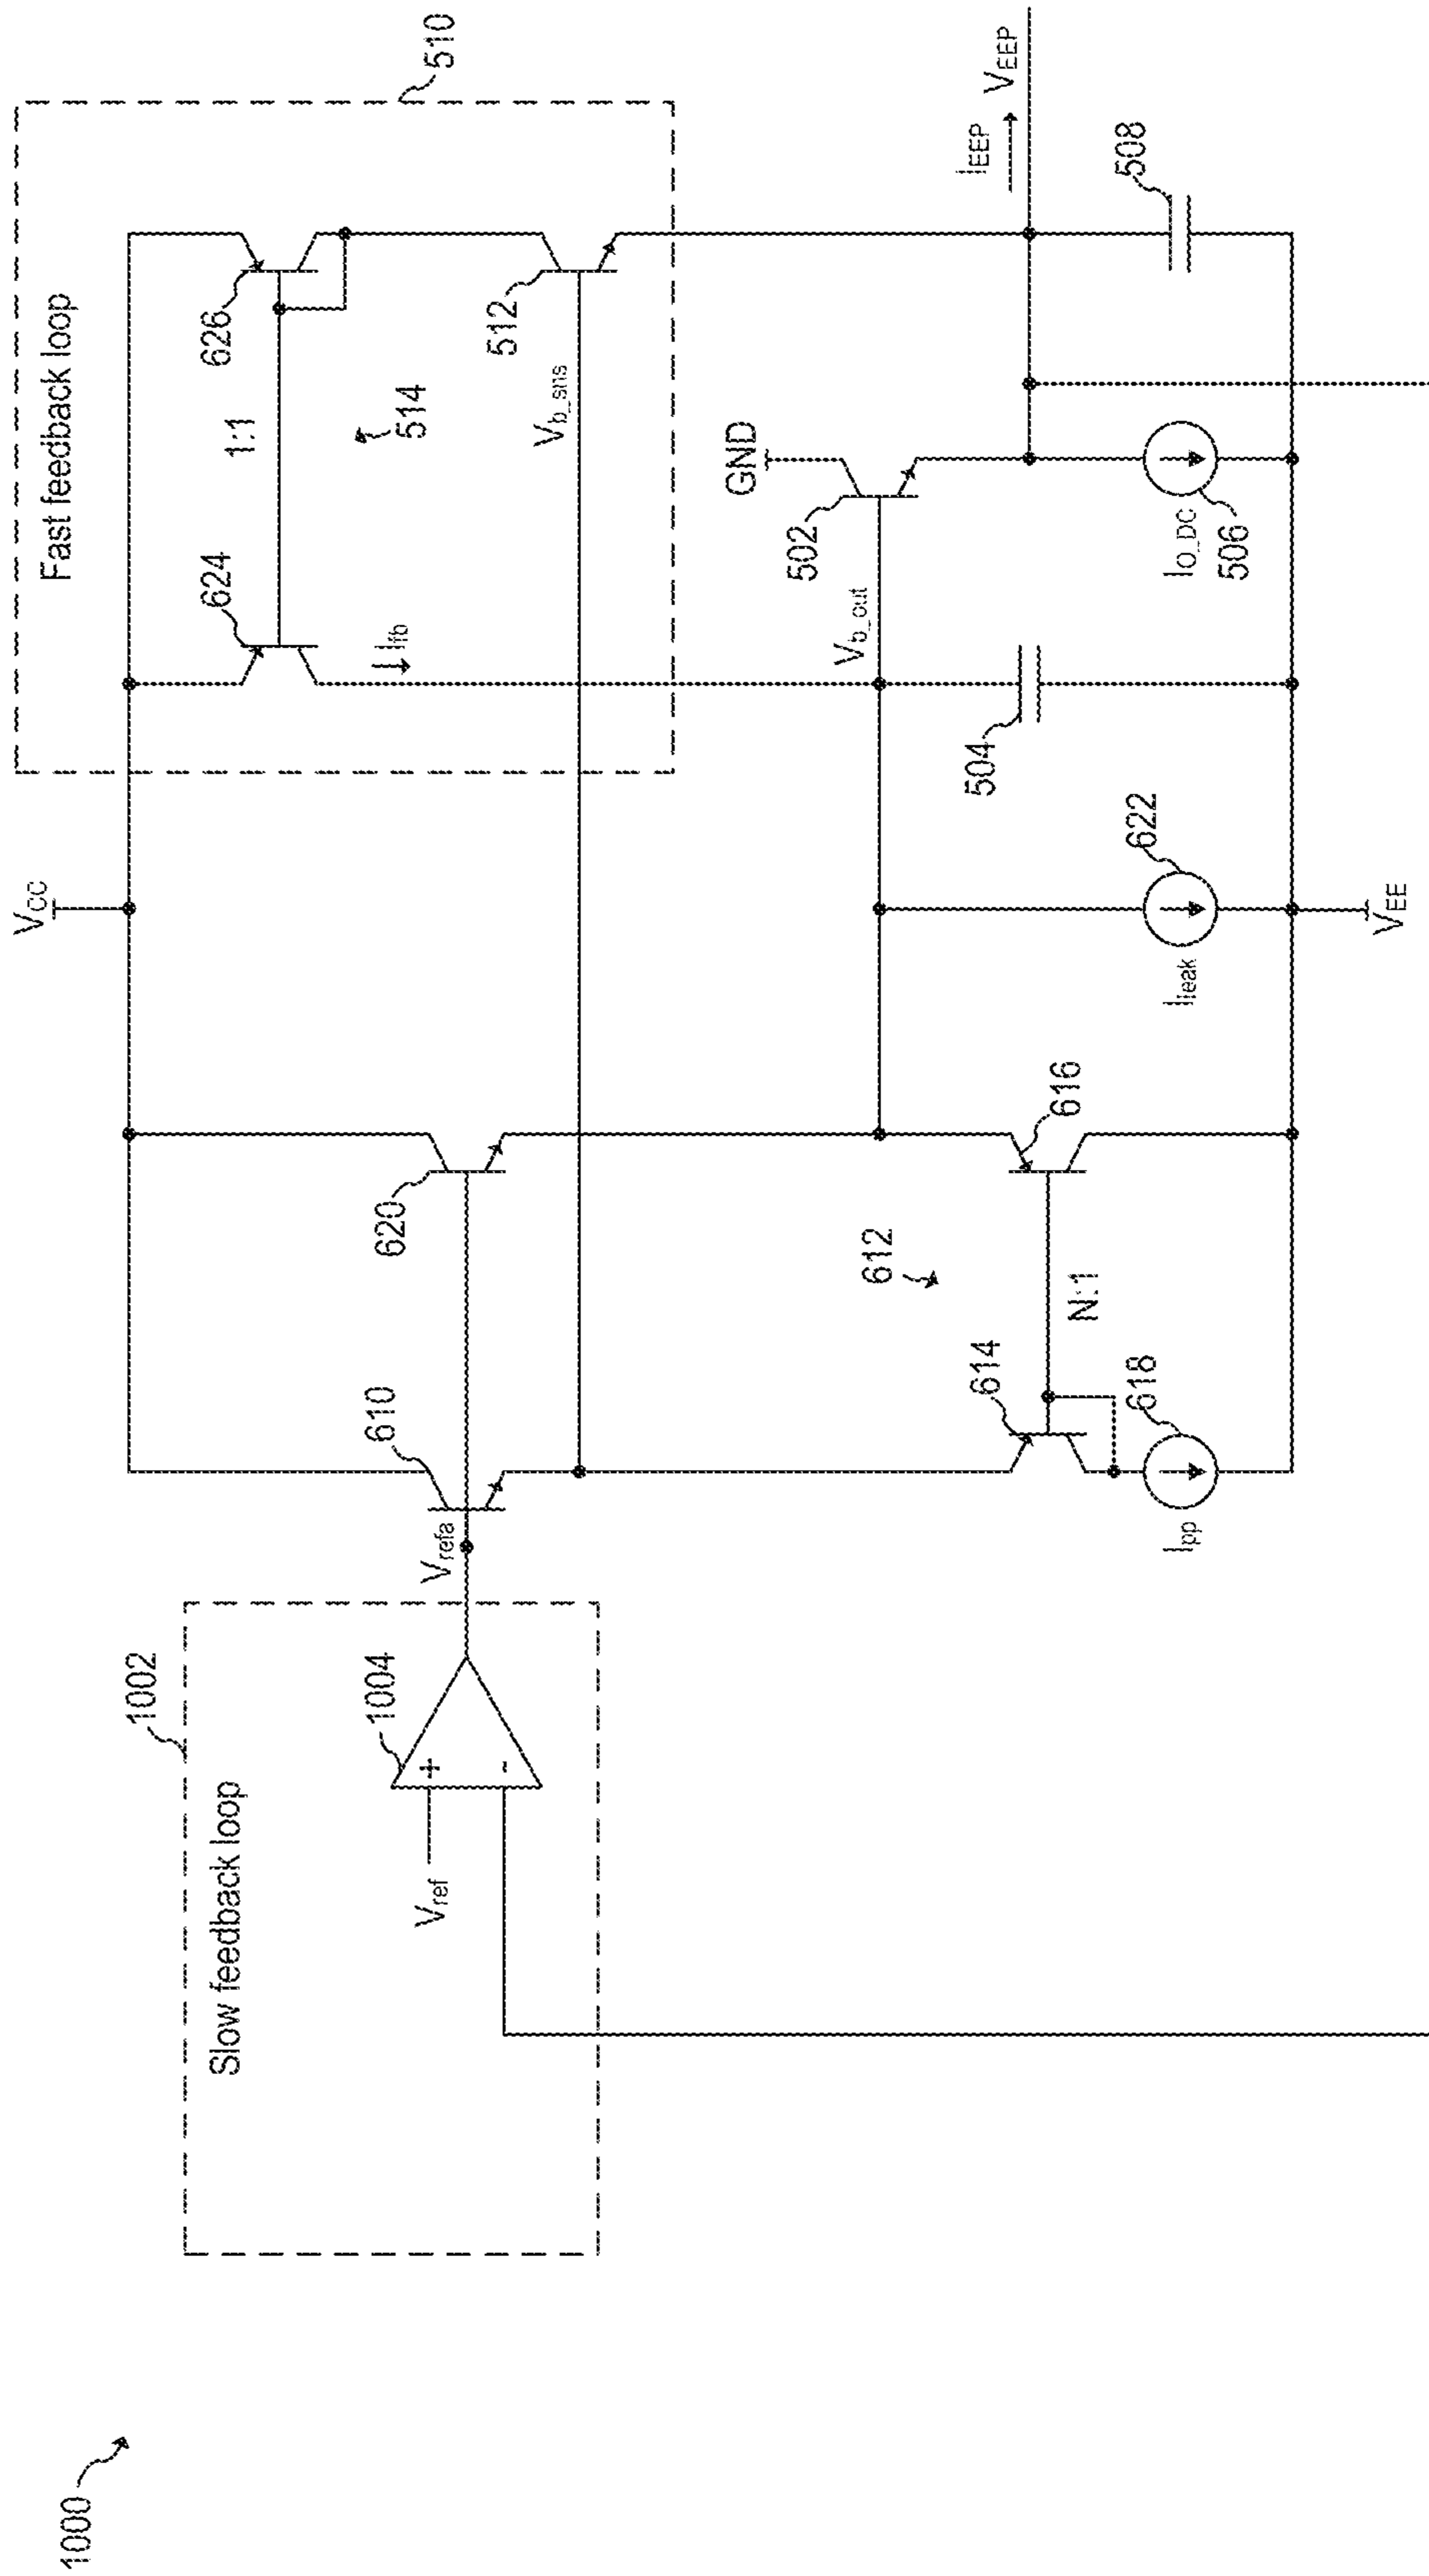 1000
1002
Slow feedback loop
Vref
1004
+
-
Vrefa
610
620
VCC
Fast feedback loop
510
624
1:1
626
Ifb
514
512
Vb_sns
612
614
N:1
616
618
Ipp
Ileak
622
VEE
504
Vb_out
502
GND
IO_DC
506
508
IEEP
VEEP